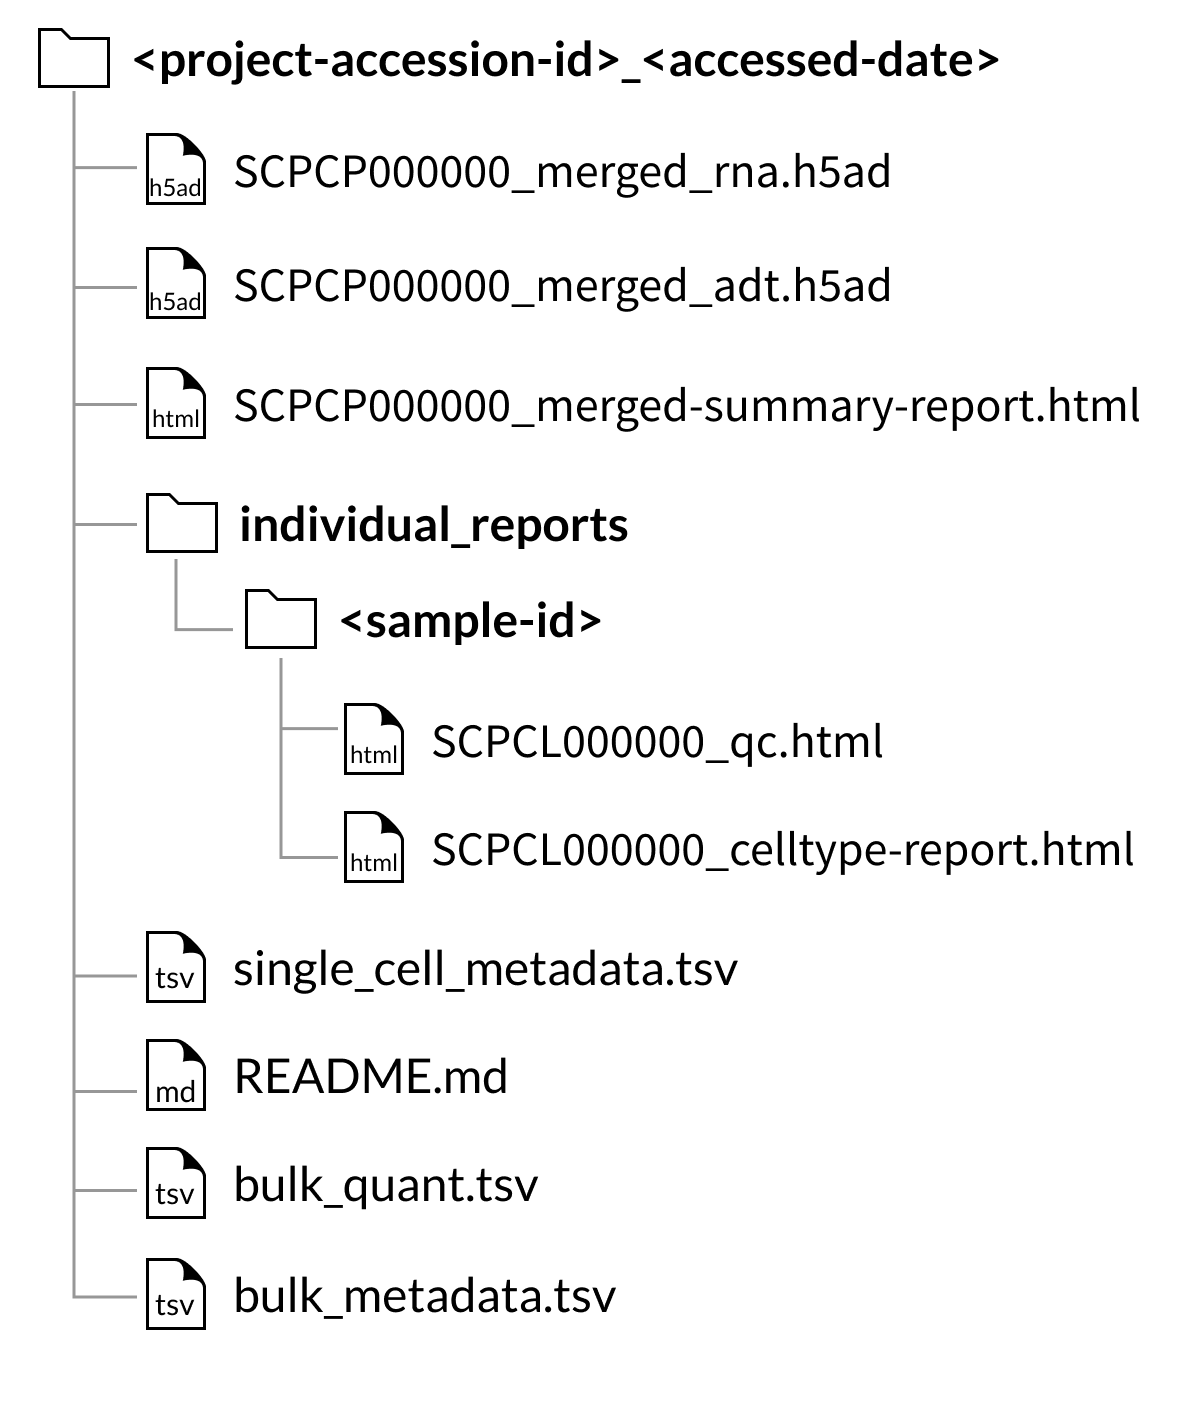 <project-accession-id>_<accessed-date>
h5ad SCPCP000000_merged_rna.h5ad
h5ad SCPCP000000_merged_adt.h5ad
html SCPCP000000_merged-summary-report.html
individual_reports
<sample-id>
html SCPCL000000_qc.html
html SCPCL000000_celltype-report.html
tsv single_cell_metadata.tsv
md README.md
tsv bulk_quant.tsv
tsv bulk_metadata.tsv